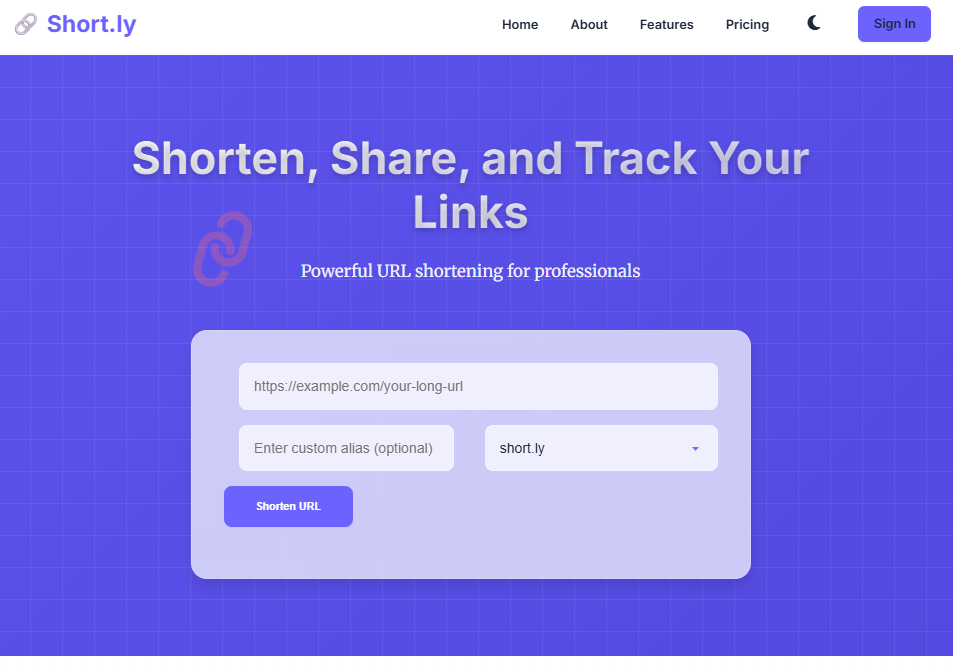 Short.ly
Home About Features Pricing Sign In
Shorten, Share, and Track Your
Links
Powerful URL shortening for professionals
https://example.com/your-long-url
Enter custom alias (optional) short.ly
Shorten URL